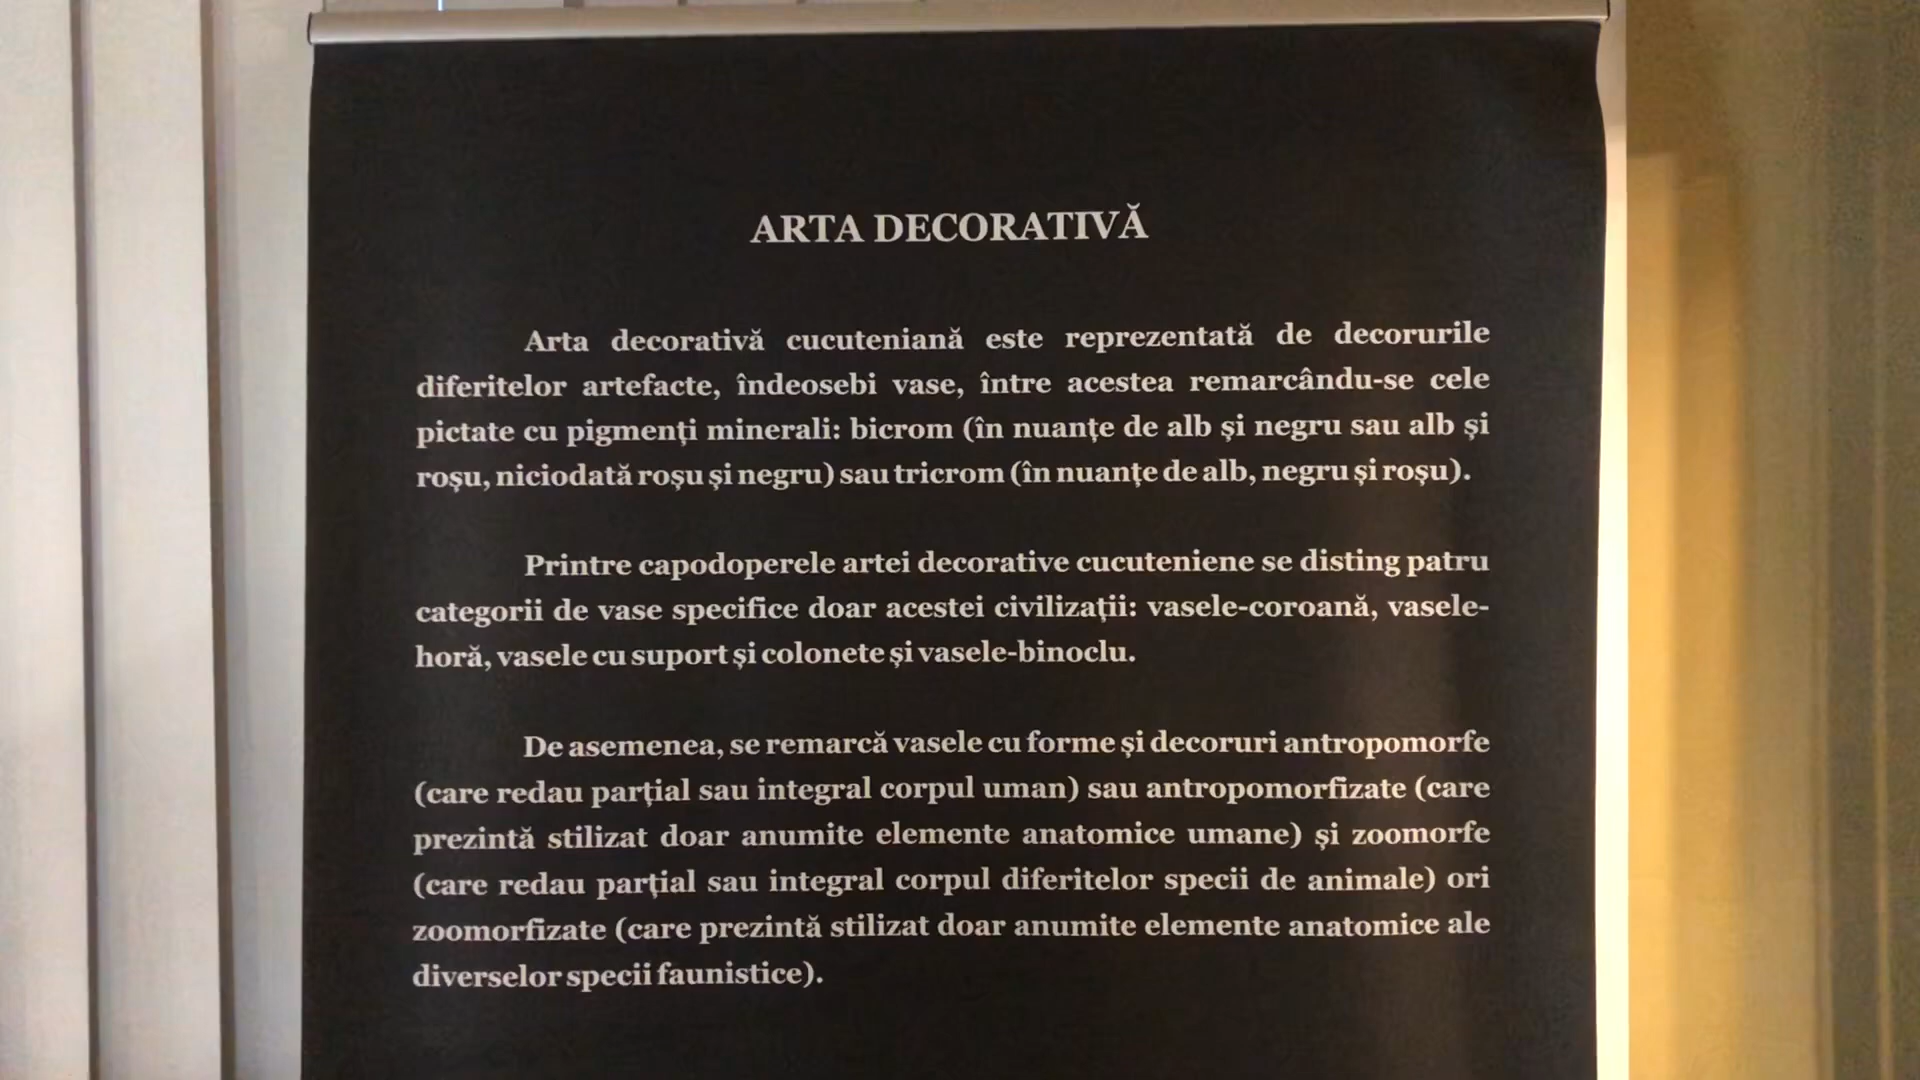 ARTA DECORATIVĂ
Arta decorativă cucuteniană este reprezentată de decorurile
diferitelor artefacte, îndeosebi vase, între acestea remarcându-se cele
pictate cu pigmenți minerali: bicrom (în nuanțe de alb și negru sau alb și
roșu, niciodată roșu și negru) sau tricrom (în nuanțe de alb, negru și roșu).
Printre capodoperele artei decorative cucuteniene se disting patru
categorii de vase specifice doar acestei civilizații: vasele-coroană, vasele-
horă, vasele cu suport și colonete și vasele-binoclu.
De asemenea, se remarcă vasele cu forme și decoruri antropomorfe
(care redau parțial sau integral corpul uman) sau antropomorfizate (care
prezintă stilizat doar anumite elemente anatomice umane) și zoomorfe
(care redau parțial sau integral corpul diferitelor specii de animale) ori
zoomorfizate (care prezintă stilizat doar anumite elemente anatomice ale
diverselor specii faunistice).